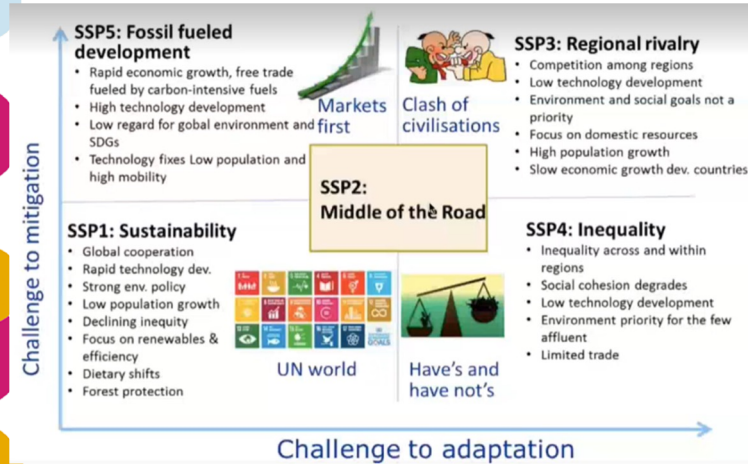 SSP5: Fossil fueled
development
• Rapid economic growth, free trade
fueled by carbon-intensive fuels
• High technology development
• Low regard for gobal environment and
SDGs
• Technology fixes Low population and
high mobility
Markets
first
Clash of
civilisations
SSP3: Regional rivalry
• Competition among regions
• Low technology development
• Environment and social goals not a
priority
• Focus on domestic resources
• High population growth
• Slow economic growth dev. countries
SSP2:
Middle of the Road
SSP1: Sustainability
• Global cooperation
• Rapid technology dev.
• Strong env. policy
• Low population growth
• Declining inequity
• Focus on renewables &
efficiency
• Dietary shifts
• Forest protection
UN world
Have's and
have not's
SSP4: Inequality
• Inequality across and within
regions
• Social cohesion degrades
• Low technology development
• Environment priority for the few
affluent
• Limited trade
Challenge to mitigation
Challenge to adaptation